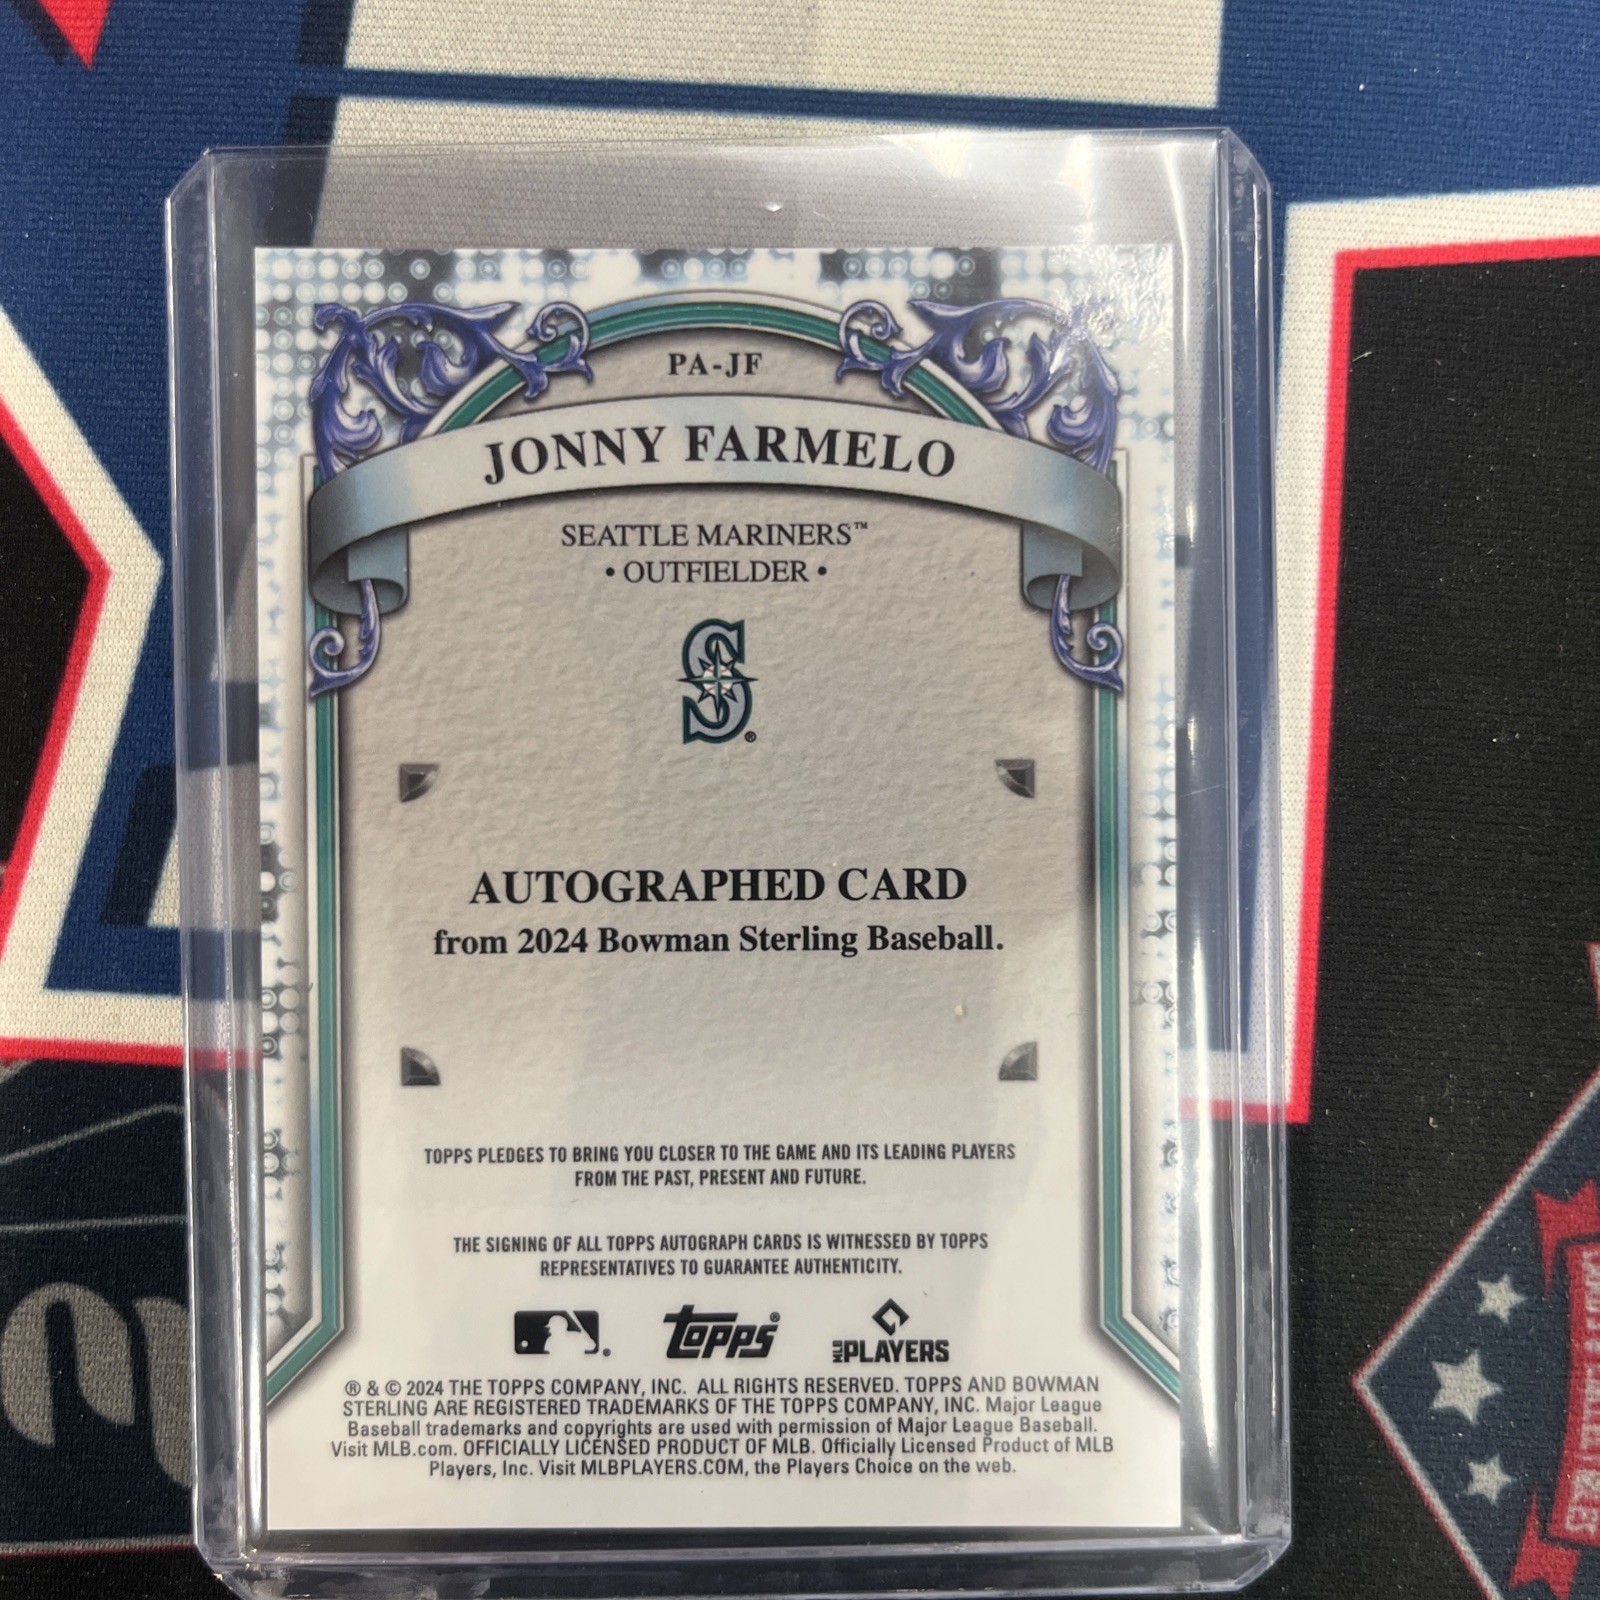 PA-JF
JONNY FARMELO
SEATTLE MARINERS™
• OUTFIELDER •
S®
AUTOGRAPHED CARD
from 2024 Bowman Sterling Baseball.
TOPPS PLEDGES TO BRING YOU CLOSER TO THE GAME AND ITS LEADING PLAYERS
FROM THE PAST, PRESENT AND FUTURE.
THE SIGNING OF ALL TOPPS AUTOGRAPH CARDS IS WITNESSED BY TOPPS
REPRESENTATIVES TO GUARANTEE AUTHENTICITY.
topps® MLB PLAYERS
® & © 2024 THE TOPPS COMPANY, INC. ALL RIGHTS RESERVED. TOPPS AND BOWMAN
STERLING ARE REGISTERED TRADEMARKS OF THE TOPPS COMPANY, INC. Major League
Baseball trademarks and copyrights are used with permission of Major League Baseball.
Visit MLB.com. OFFICIALLY LICENSED PRODUCT OF MLB. Officially Licensed Product of MLB
Players, Inc. Visit MLBPLAYERS.COM, the Players Choice on the web.